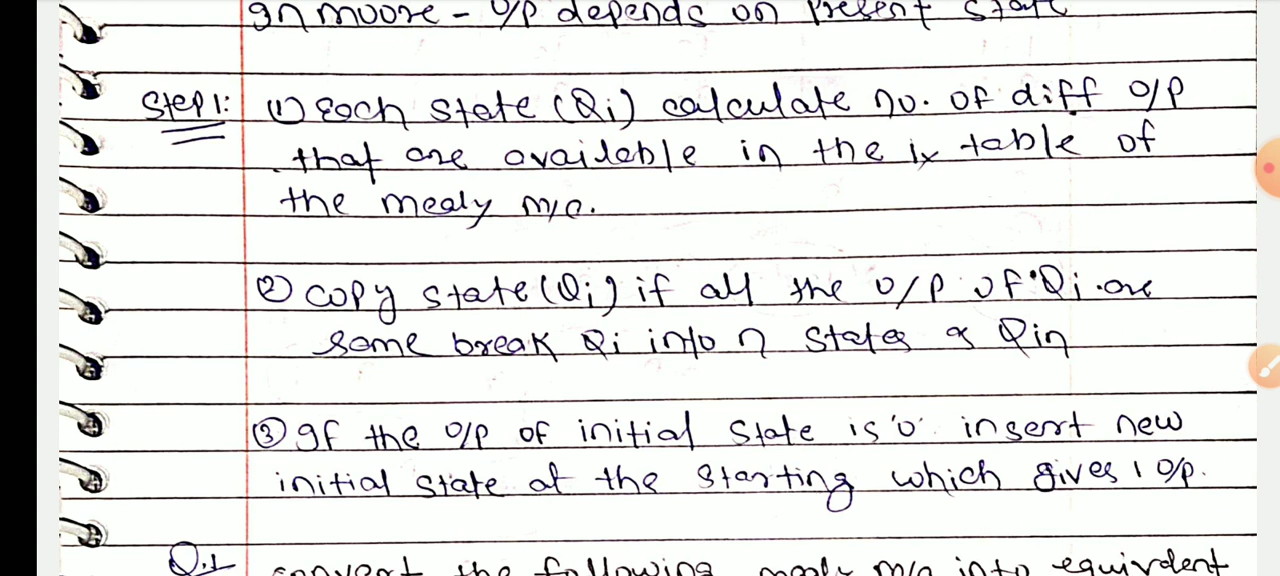 In moore - O/p depends on Present State
Step 1: (1) Each state (Qi) calculate no. of diff O/p
that are available in the tx table of
the mealy m/c.
(2) copy state (Qi) if all the O/P of Qi are
same break Qi into n states as Qin
(3) If the O/P of initial state is '0' insert new
initial state at the starting which gives 1 O/p.
Q.1 convert the following mealy m/c into equivalent